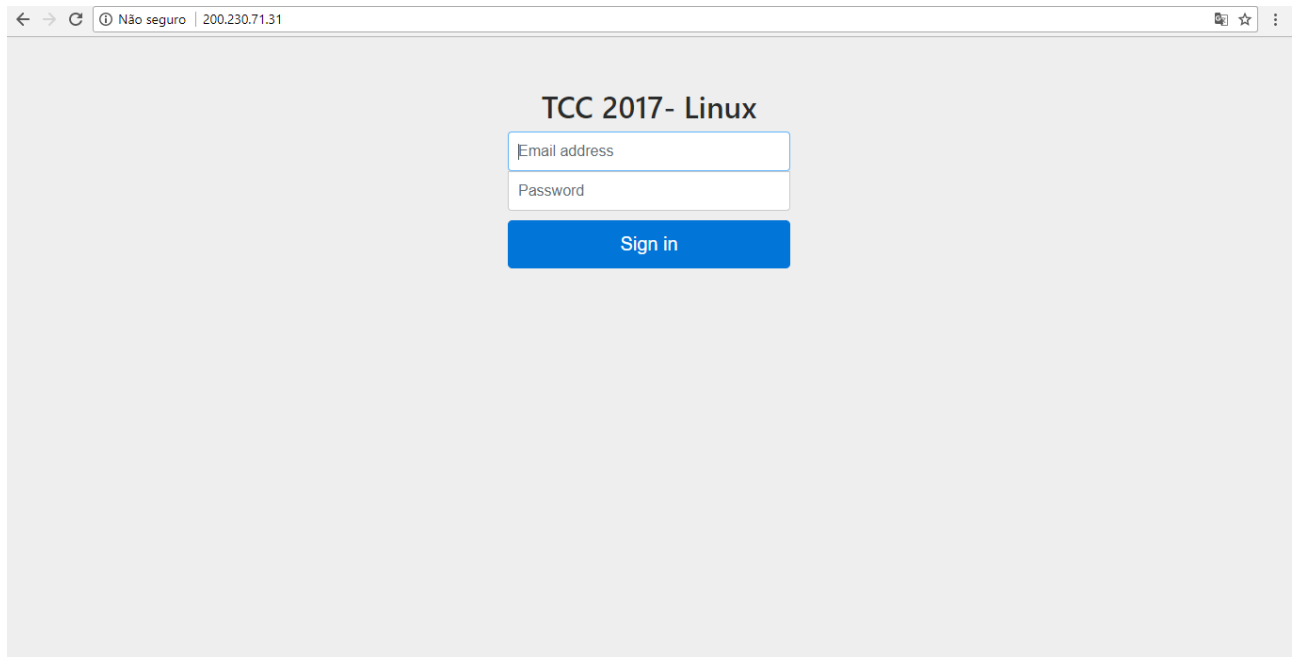 Não seguro 200.230.71.31
TCC 2017- Linux
Email address
Password
Sign in